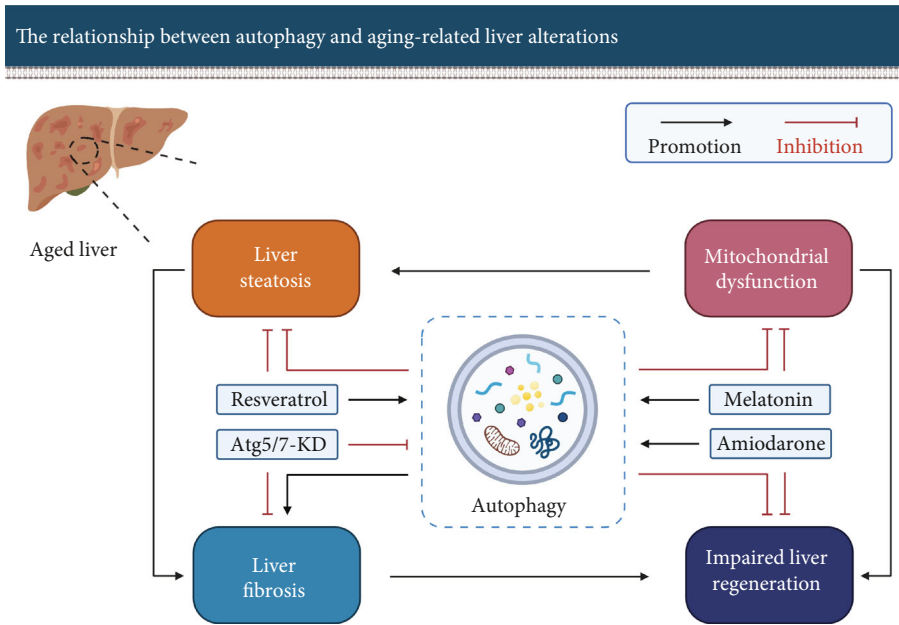 The relationship between autophagy and aging-related liver alterations
Promotion
Inhibition
Aged liver
Liver
steatosis
Mitochondrial
dysfunction
Resveratrol
Melatonin
Atg5/7-KD
Amiodarone
Autophagy
Liver
fibrosis
Impaired liver
regeneration